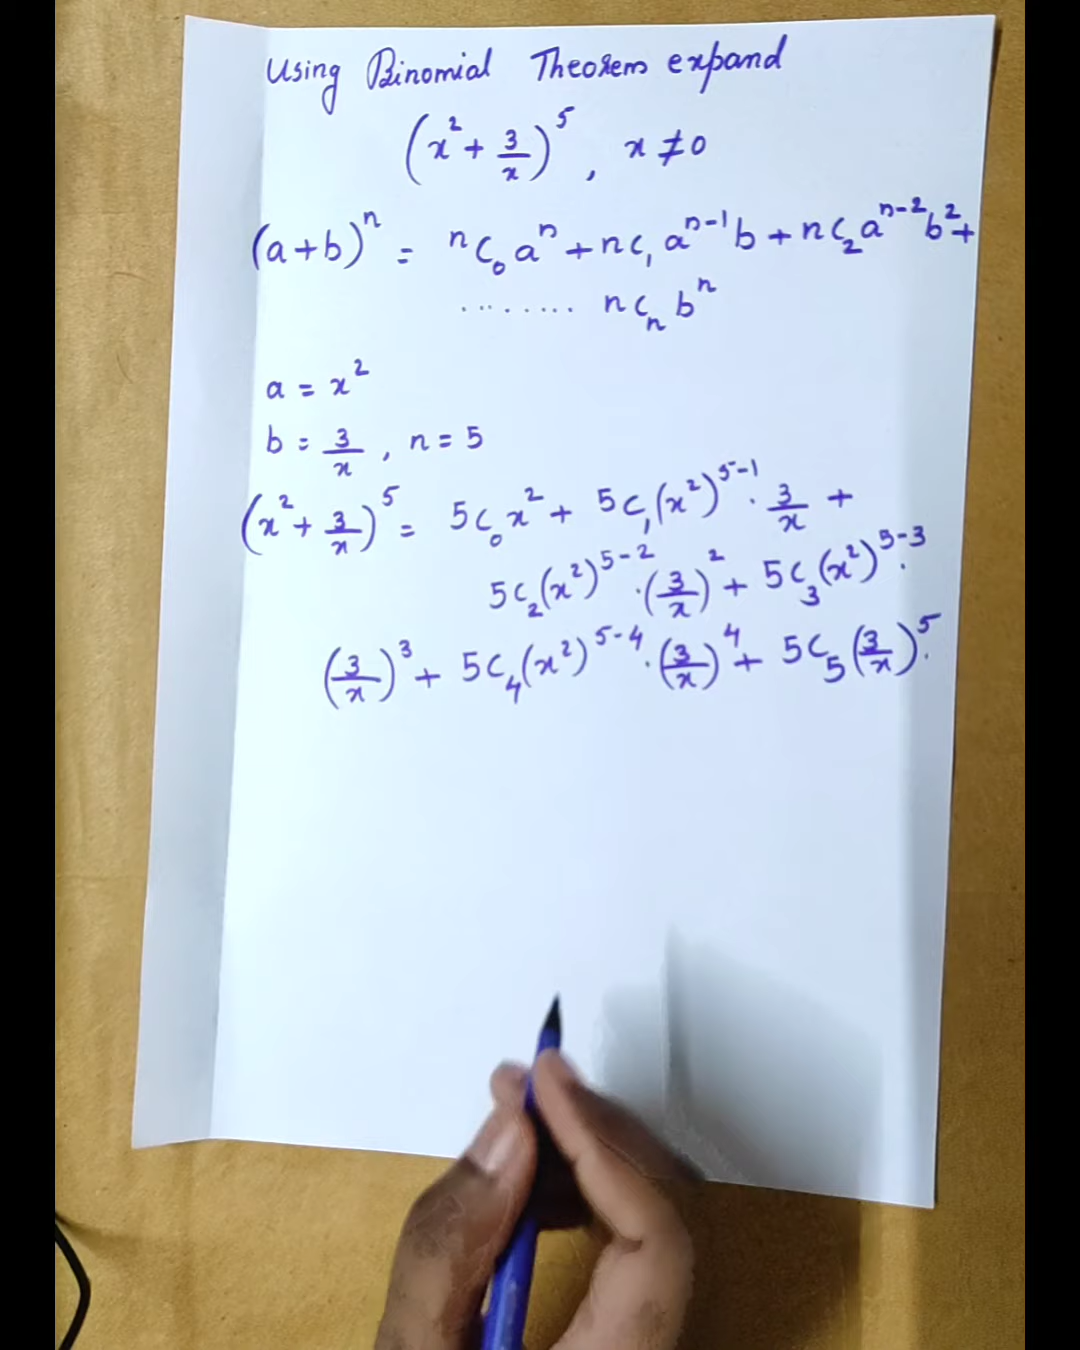 Using Binomial Theorem expand
(x² + 3/x)⁵, x ≠ 0
(a+b)ⁿ = nC₀aⁿ + nC₁aⁿ⁻¹b + nC₂aⁿ⁻²b² +
........ nCₙbⁿ
a = x²
b = 3/x, n = 5
(x² + 3/x)⁵ = 5C₀x² + 5C₁(x²)⁵⁻¹ · 3/x +
5C₂(x²)⁵⁻² · (3/x)² + 5C₃(x²)⁵⁻³ ·
(3/x)³ + 5C₄(x²)⁵⁻⁴ · (3/x)⁴ + 5C₅(3/x)⁵.